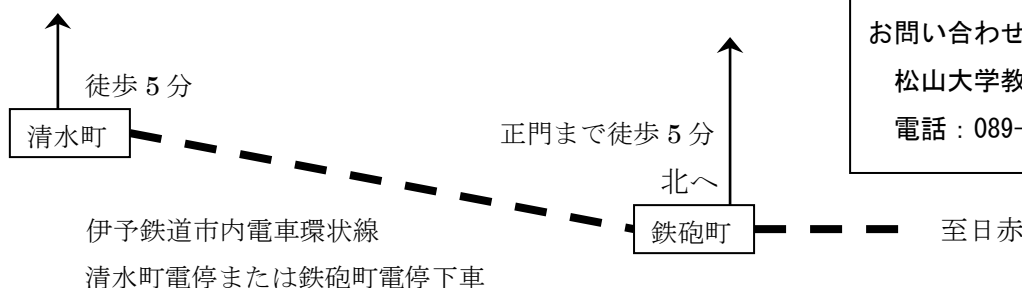 お問い合わせ
松山大学教
電話：089-
徒歩 5 分
清水町
正門まで徒歩 5 分
北へ
鉄砲町
至日赤
伊予鉄道市内電車環状線
清水町電停または鉄砲町電停下車